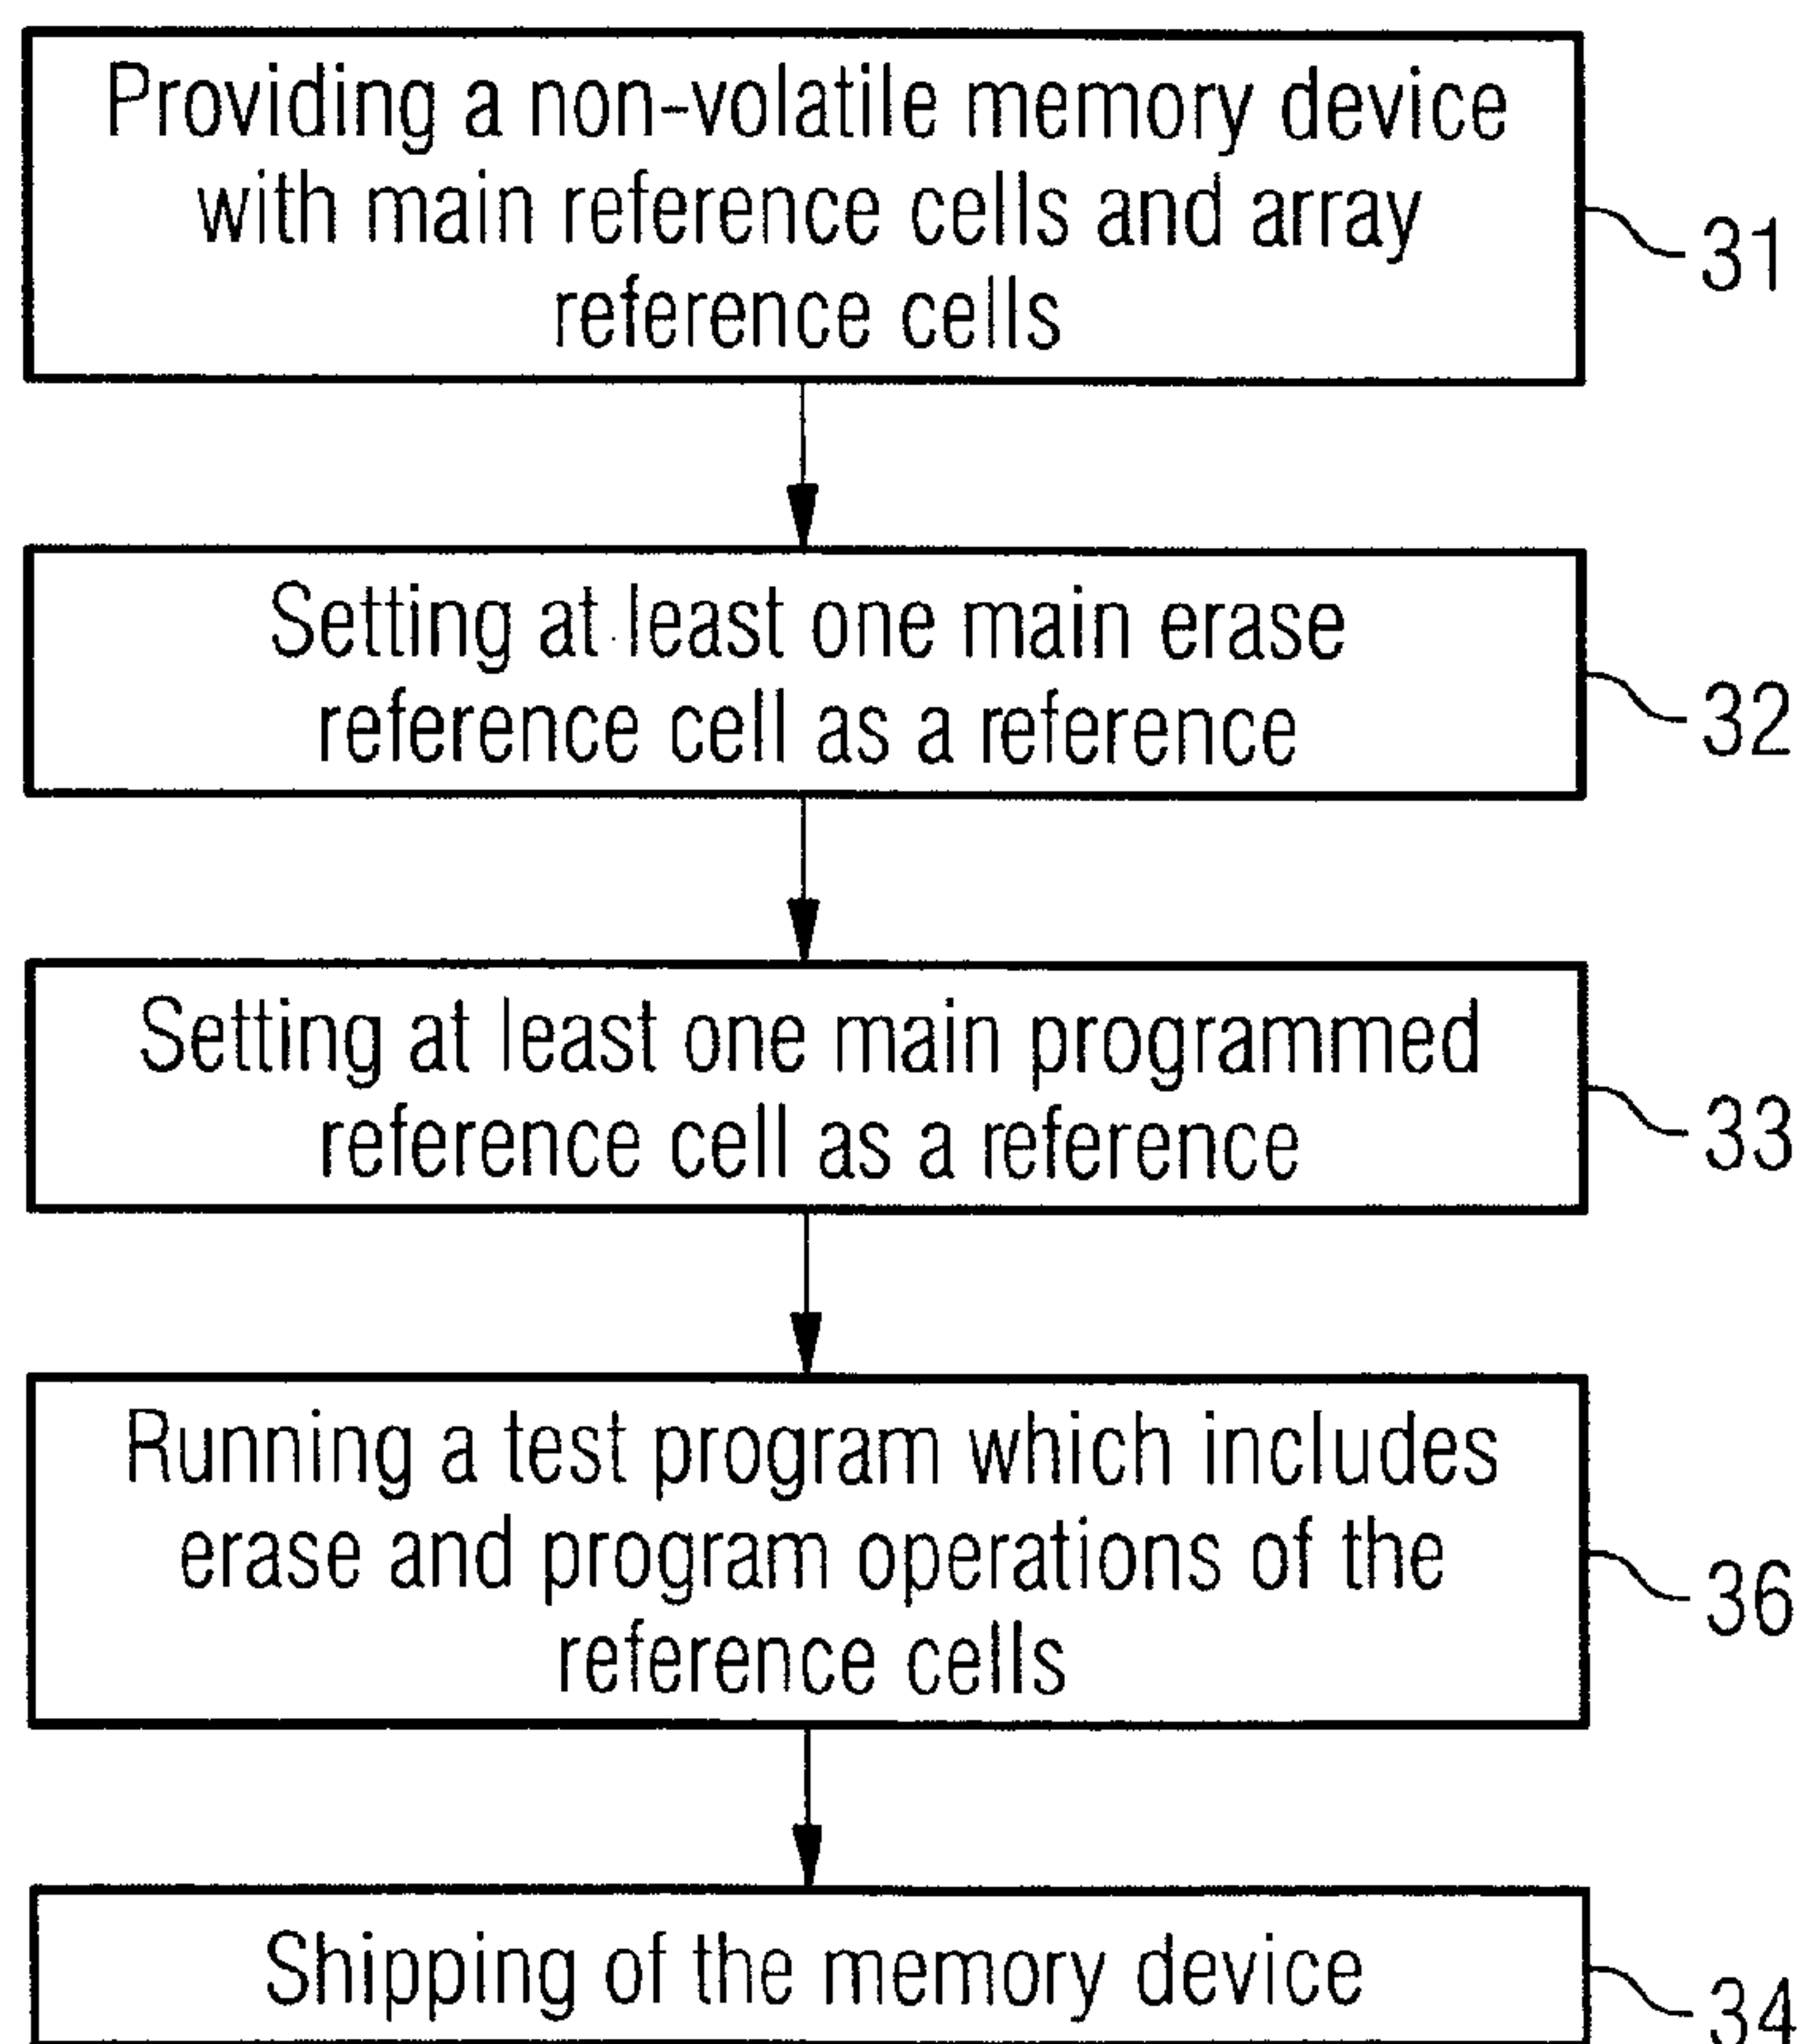 Providing a non-volatile memory device
with main reference cells and array
reference cells
31
Setting at least one main erase
reference cell as a reference
32
Setting at least one main programmed
reference cell as a reference
33
Running a test program which includes
erase and program operations of the
reference cells
36
Shipping of the memory device
34